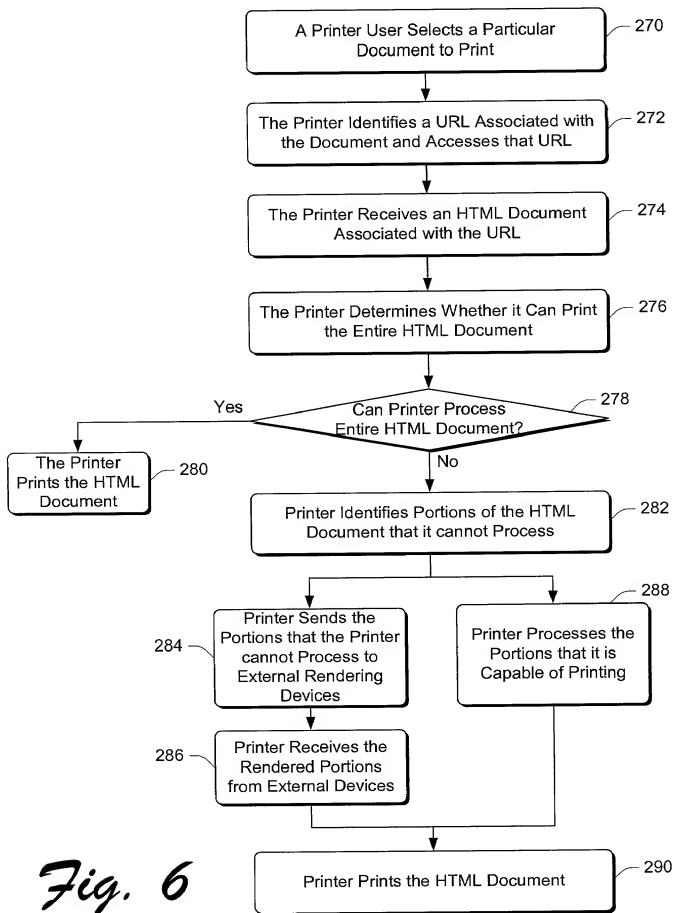 A Printer User Selects a Particular
Document to Print
270
The Printer Identifies a URL Associated with
the Document and Accesses that URL
272
The Printer Receives an HTML Document
Associated with the URL
274
The Printer Determines Whether it Can Print
the Entire HTML Document
276
Can Printer Process
Entire HTML Document?
278
Yes
No
The Printer
Prints the HTML
Document
280
Printer Identifies Portions of the HTML
Document that it cannot Process
282
Printer Sends the
Portions that the Printer
cannot Process to
External Rendering
Devices
284
Printer Processes the
Portions that it is
Capable of Printing
288
Printer Receives the
Rendered Portions
from External Devices
286
Printer Prints the HTML Document
290
Fig. 6